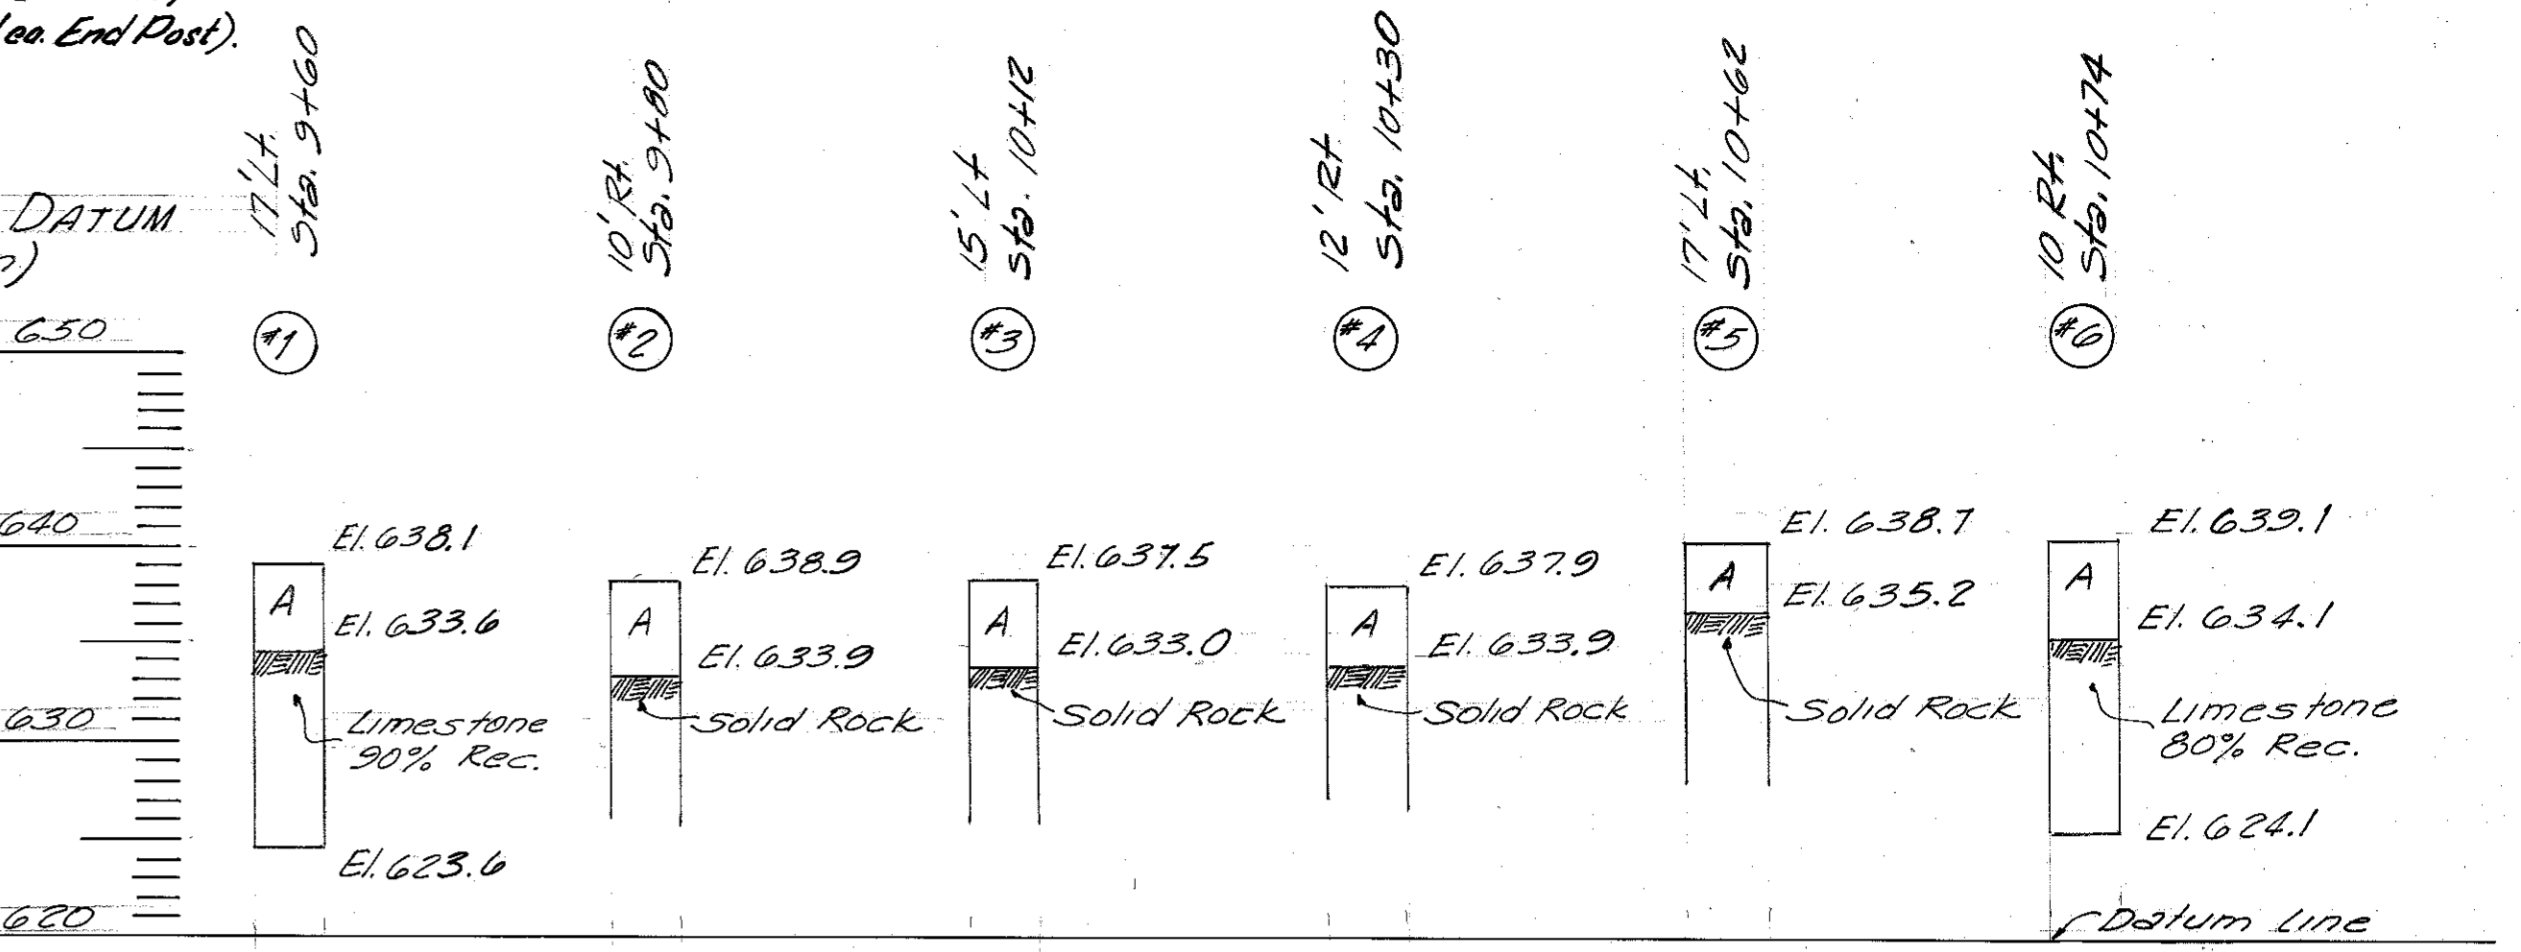 ea. End Post).
DATUM
17' Lt.
Sta. 9+60
10' Rt.
Sta. 9+80
15' Lt
Sta. 10+12
12' Rt
Sta. 10+30
17' Lt.
Sta. 10+62
10 Rt.
Sta. 10+74
650
#1
#2
#3
#4
#5
#6
640
630
620
El. 638.1
A
El. 633.6
Limestone
90% Rec.
El. 623.6
El. 638.9
A
El. 633.9
Solid Rock
El. 637.5
A
El. 633.0
Solid Rock
El. 637.9
A
El. 633.9
Solid Rock
El. 638.7
A
El. 635.2
Solid Rock
El. 639.1
A
El. 634.1
Limestone
80% Rec.
El. 624.1
Datum Line